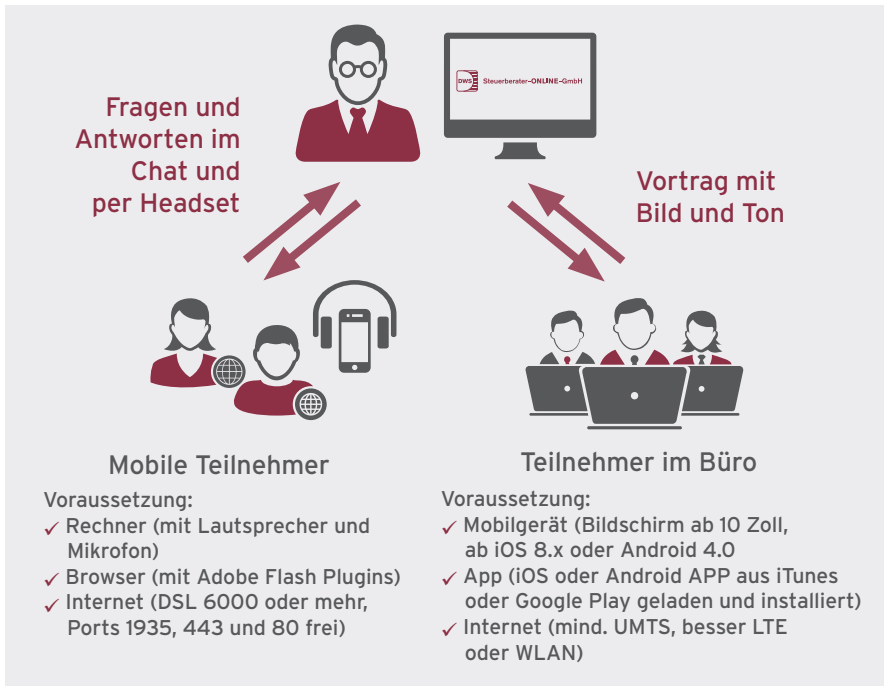 DWS Steuerberater-ONLINE-GmbH
Fragen und
Antworten im
Chat und
per Headset
Vortrag mit
Bild und Ton
Mobile Teilnehmer
Voraussetzung:
✓ Rechner (mit Lautsprecher und
Mikrofon)
✓ Browser (mit Adobe Flash Plugins)
✓ Internet (DSL 6000 oder mehr,
Ports 1935, 443 und 80 frei)
Teilnehmer im Büro
Voraussetzung:
✓ Mobilgerät (Bildschirm ab 10 Zoll,
ab iOS 8.x oder Android 4.0
✓ App (iOS oder Android APP aus iTunes
oder Google Play geladen und installiert)
✓ Internet (mind. UMTS, besser LTE
oder WLAN)